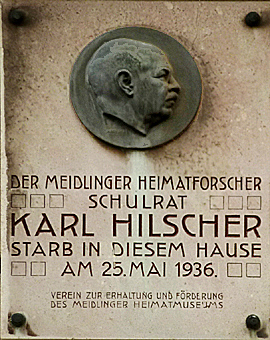 DER MEIDLINGER HEIMATFORSCHER
SCHULRAT
KARL HILSCHER
STARB IN DIESEM HAUSE
AM 25. MAI 1936.
VEREIN ZUR ERHALTUNG UND FÖRDERUNG
DES MEIDLINGER HEIMATMUSEUMS